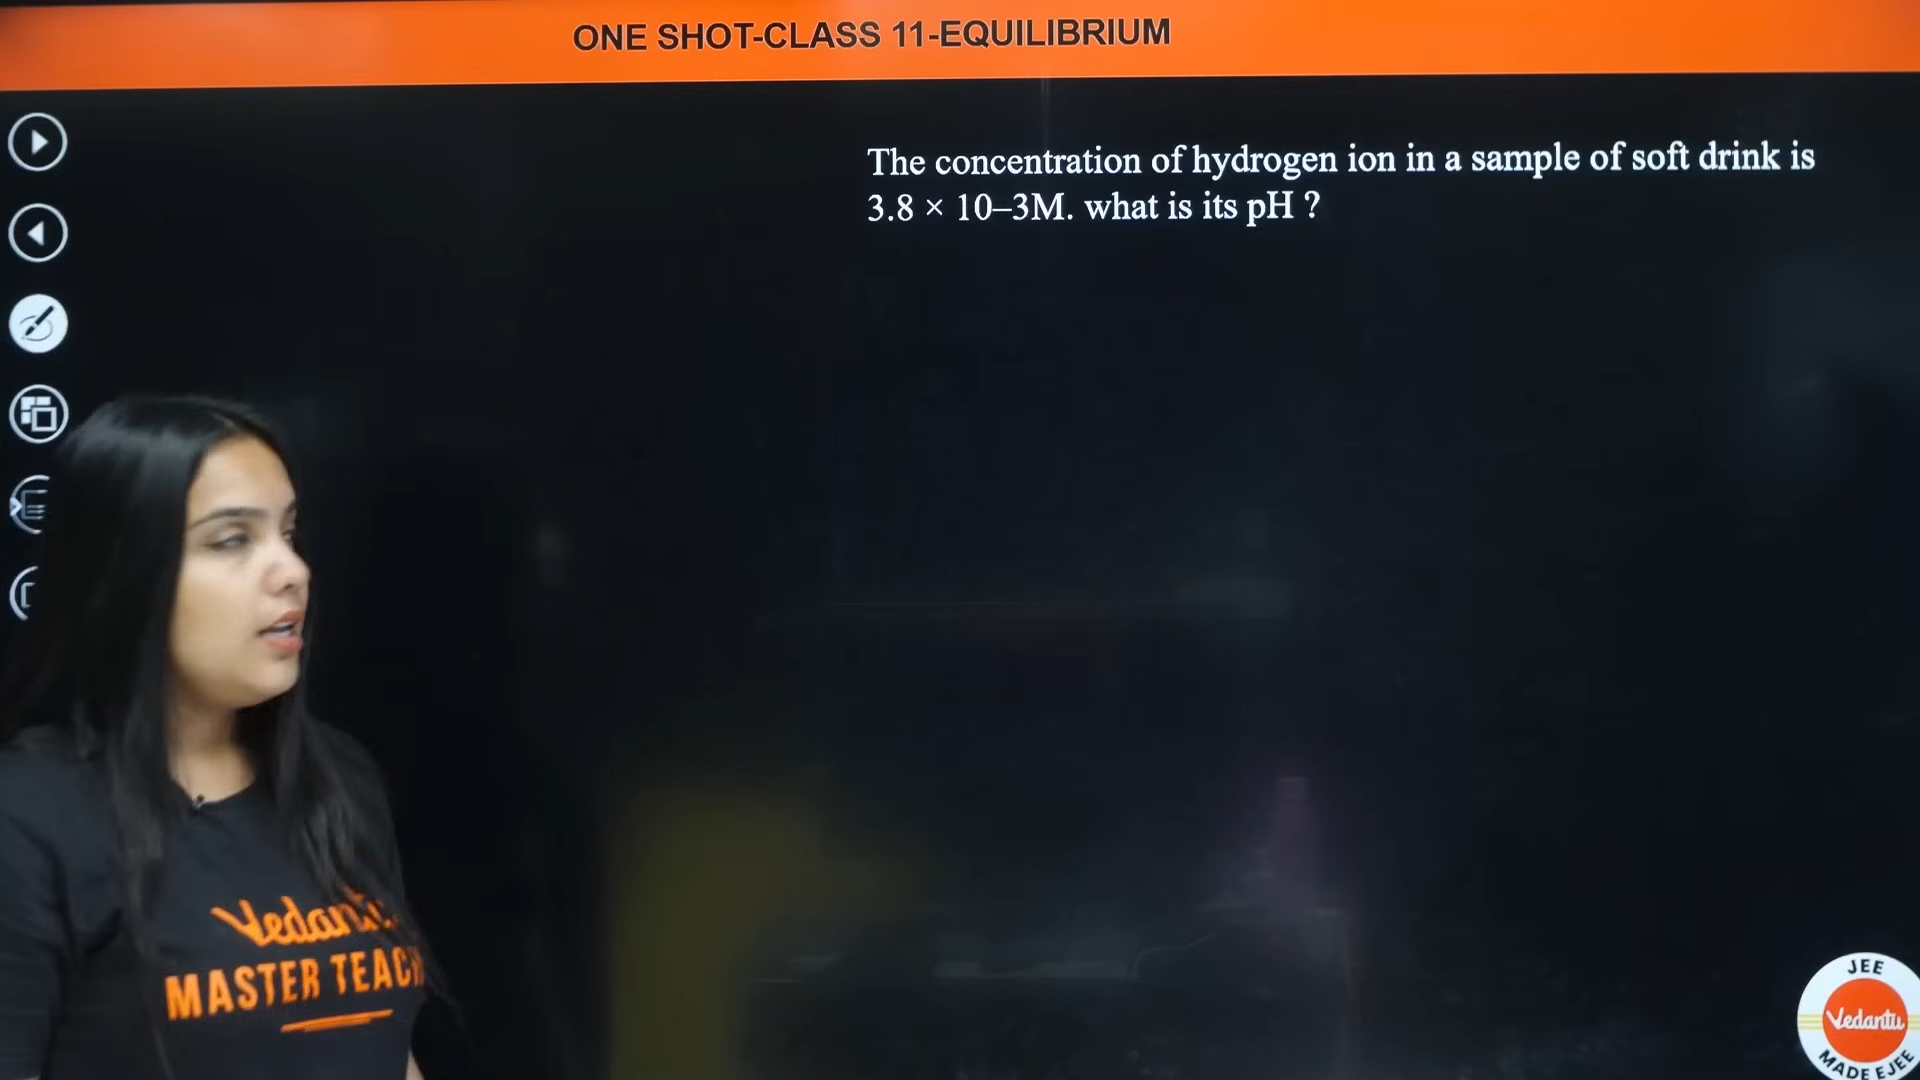 ONE SHOT-CLASS 11-EQUILIBRIUM
The concentration of hydrogen ion in a sample of soft drink is
3.8 × 10–3M. what is its pH ?
Vedantu
MASTER TEACH
JEE
Vedantu
MADE EJEE